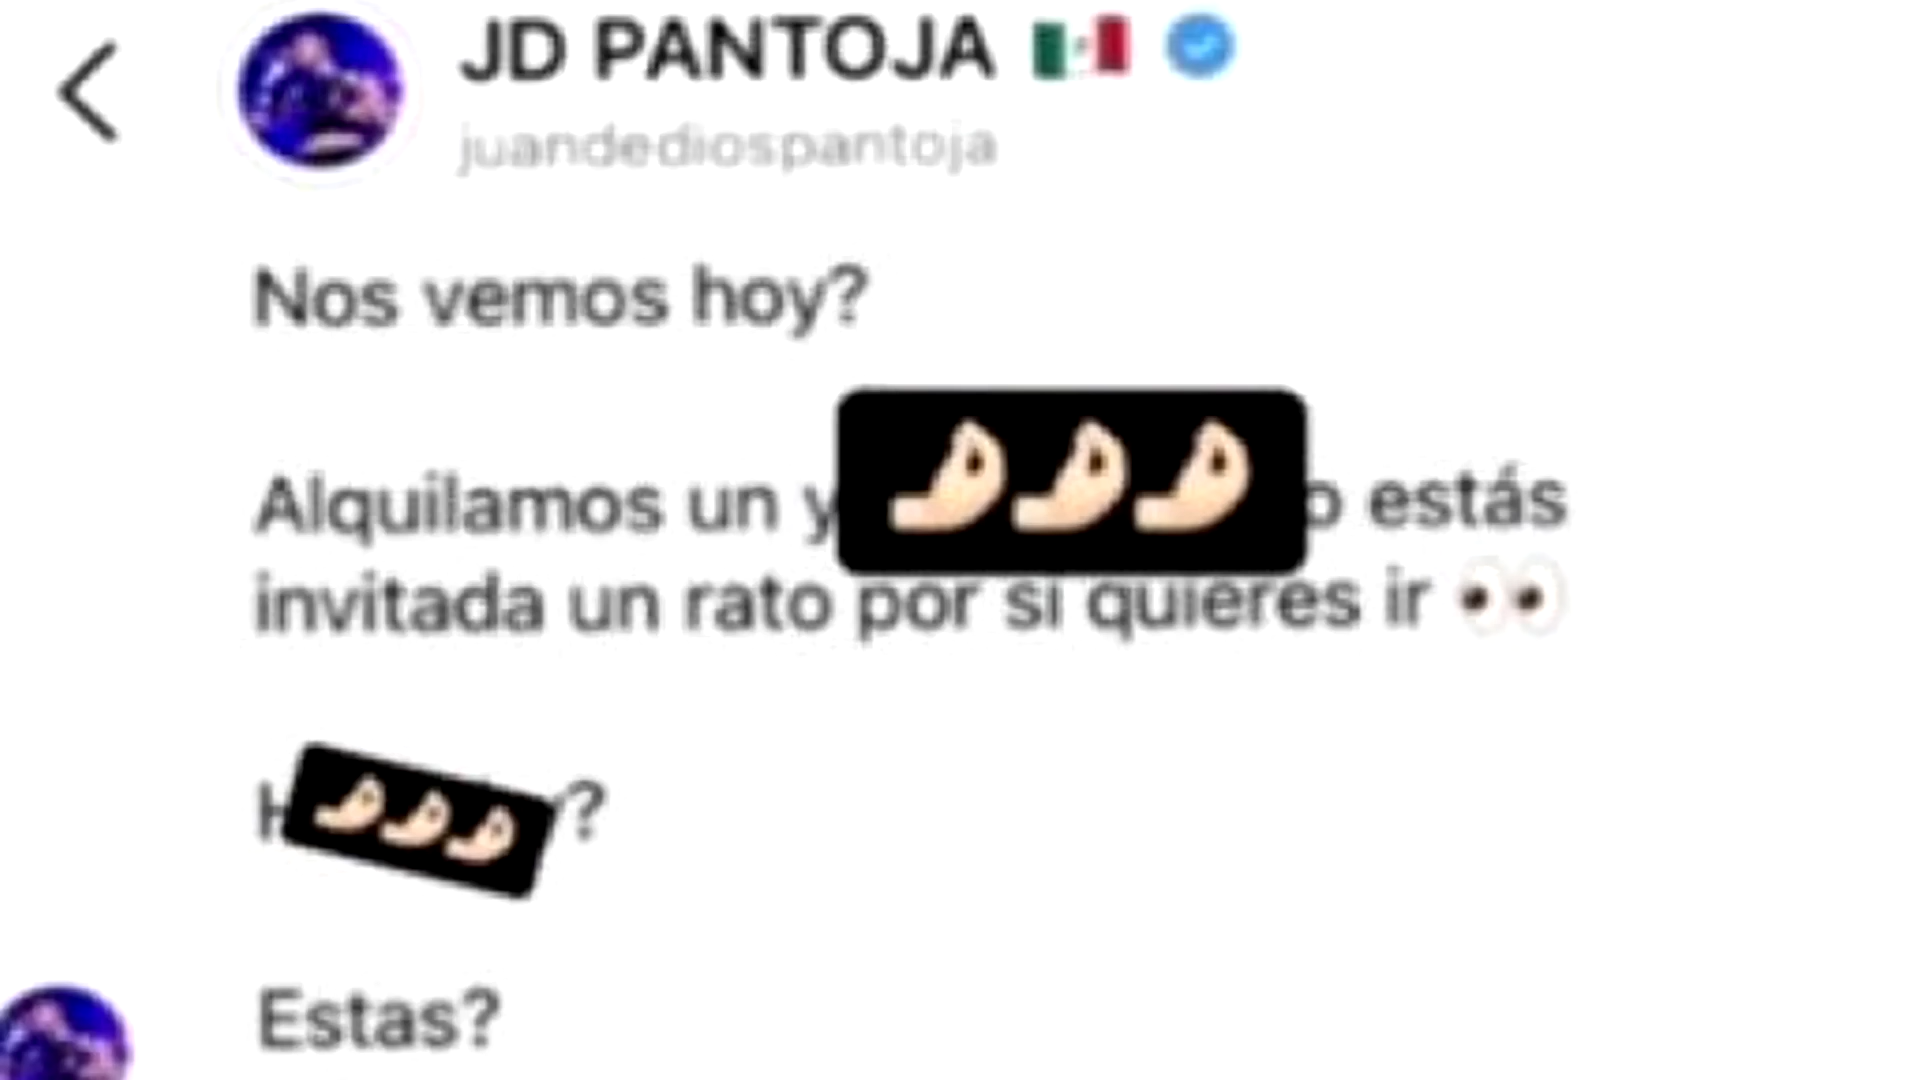 JD PANTOJA 🇲🇽
juandediospantoja
Nos vemos hoy?
Alquilamos un estás
invitada un rato por si quieres ir 👀
Estas?